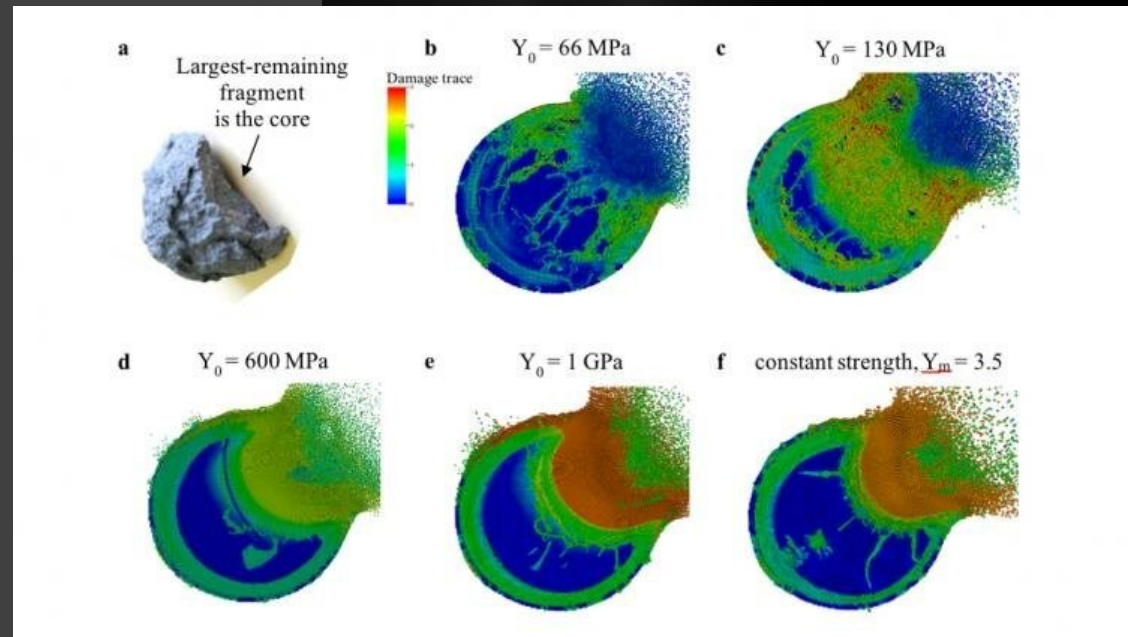 a
Largest-remaining
fragment
is the core
b Y₀ = 66 MPa
Damage trace
c Y₀ = 130 MPa
d Y₀ = 600 MPa
e Y₀ = 1 GPa
f constant strength, Yₘ = 3.5